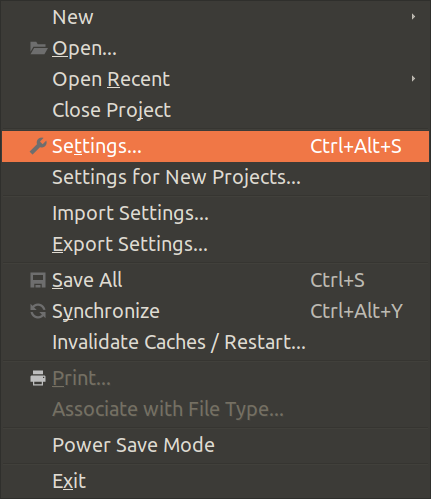 New
Open...
Open Recent
Close Project
Settings... Ctrl+Alt+S
Settings for New Projects...
Import Settings...
Export Settings...
Save All Ctrl+S
Synchronize Ctrl+Alt+Y
Invalidate Caches / Restart...
Print...
Associate with File Type...
Power Save Mode
Exit